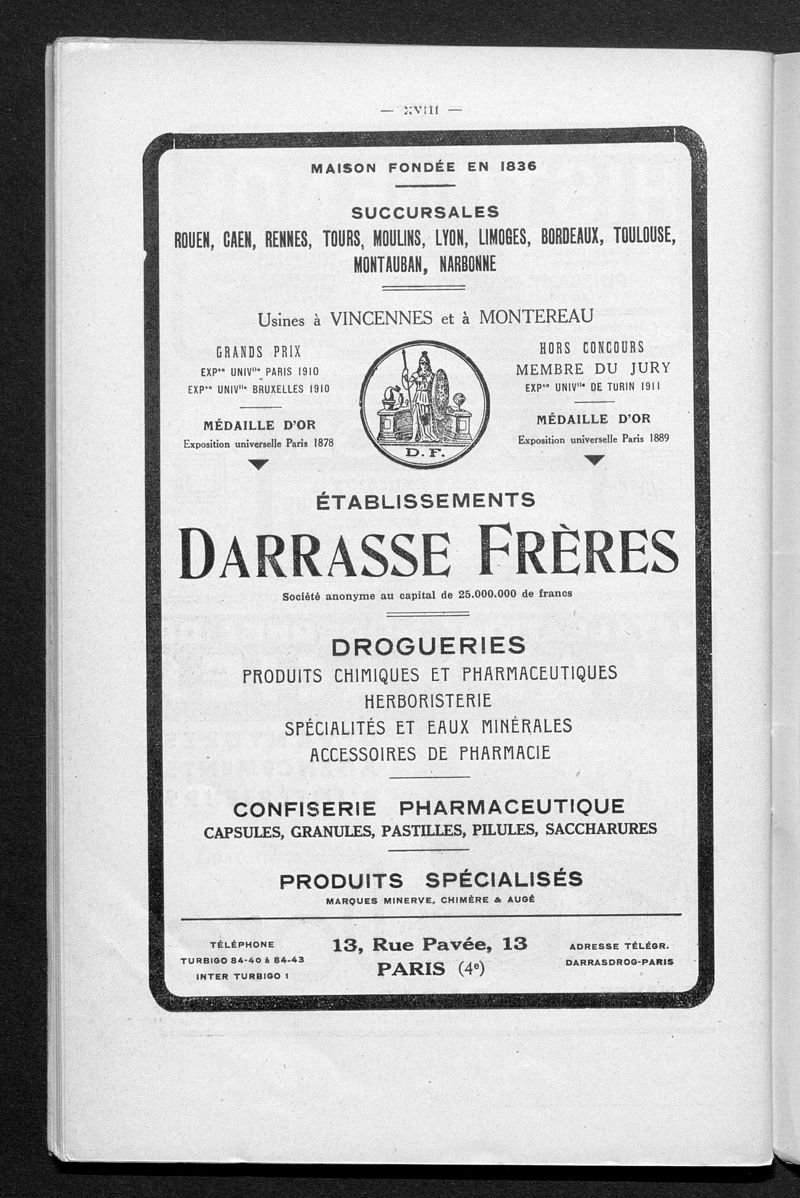 — XVIII —
MAISON FONDÉE EN 1836
SUCCURSALES
ROUEN, CAEN, RENNES, TOURS, MOULINS, LYON, LIMOGES, BORDEAUX, TOULOUSE,
MONTAUBAN, NARBONNE
Usines à VINCENNES et à MONTEREAU
GRANDS PRIX
EXPᵒⁿ UNIVˡˡᵉ PARIS 1910
EXPᵒⁿ UNIVˡˡᵉ BRUXELLES 1910
MÉDAILLE D'OR
Exposition universelle Paris 1878
D. F.
HORS CONCOURS
MEMBRE DU JURY
EXPᵒⁿ UNIVˡˡᵉ DE TURIN 1911
MÉDAILLE D'OR
Exposition universelle Paris 1889
ÉTABLISSEMENTS
DARRASSE FRÈRES
Société anonyme au capital de 25.000.000 de francs
DROGUERIES
PRODUITS CHIMIQUES ET PHARMACEUTIQUES
HERBORISTERIE
SPÉCIALITÉS ET EAUX MINÉRALES
ACCESSOIRES DE PHARMACIE
CONFISERIE PHARMACEUTIQUE
CAPSULES, GRANULES, PASTILLES, PILULES, SACCHARURES
PRODUITS SPÉCIALISÉS
MARQUES MINERVE, CHIMÈRE & AUGÉ
TÉLÉPHONE
TURBIGO 84-40 à 84-43
INTER TURBIGO 1
13, Rue Pavée, 13
PARIS (4ᵉ)
ADRESSE TÉLÉGR.
DARRASDROG-PARIS